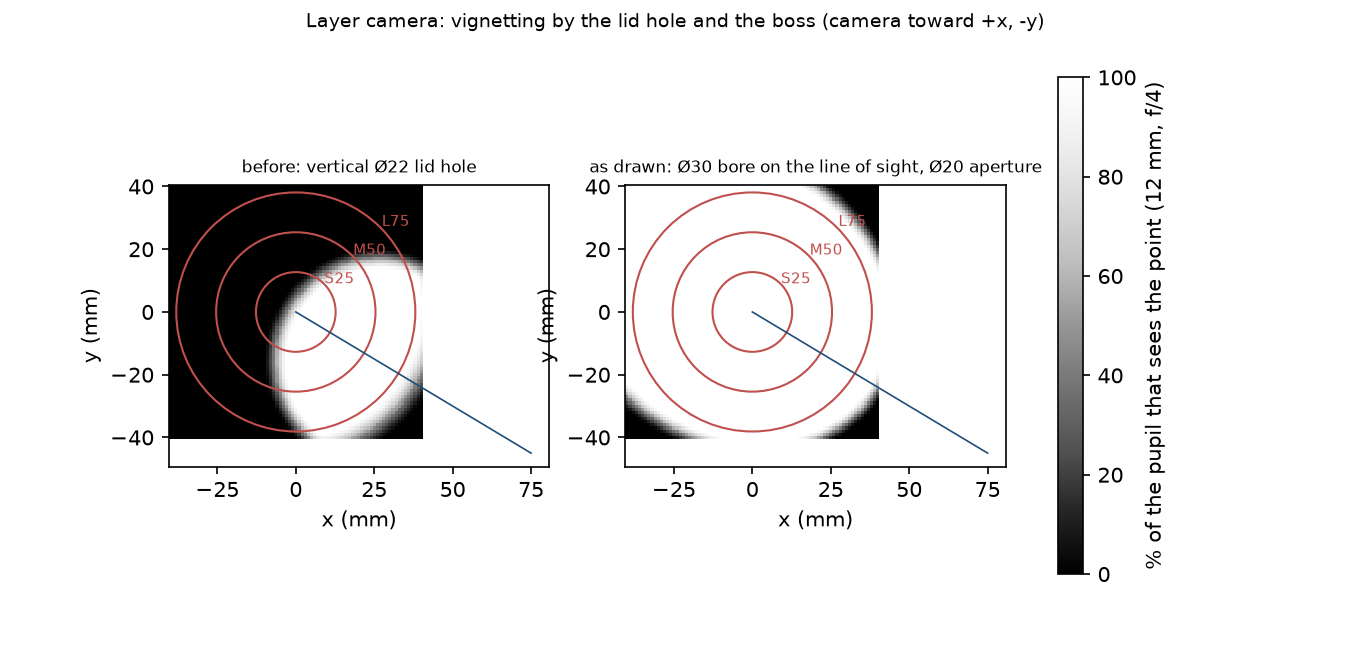 Layer camera: vignetting by the lid hole and the boss (camera toward +x, -y)
before: vertical Ø22 lid hole
40
20
0
−20
−40
y (mm)
−25
0
25
50
75
x (mm)
L75
M50
S25
as drawn: Ø30 bore on the line of sight, Ø20 aperture
40
20
0
−20
−40
y (mm)
−25
0
25
50
75
x (mm)
L75
M50
S25
100
80
60
40
20
0
% of the pupil that sees the point (12 mm, f/4)